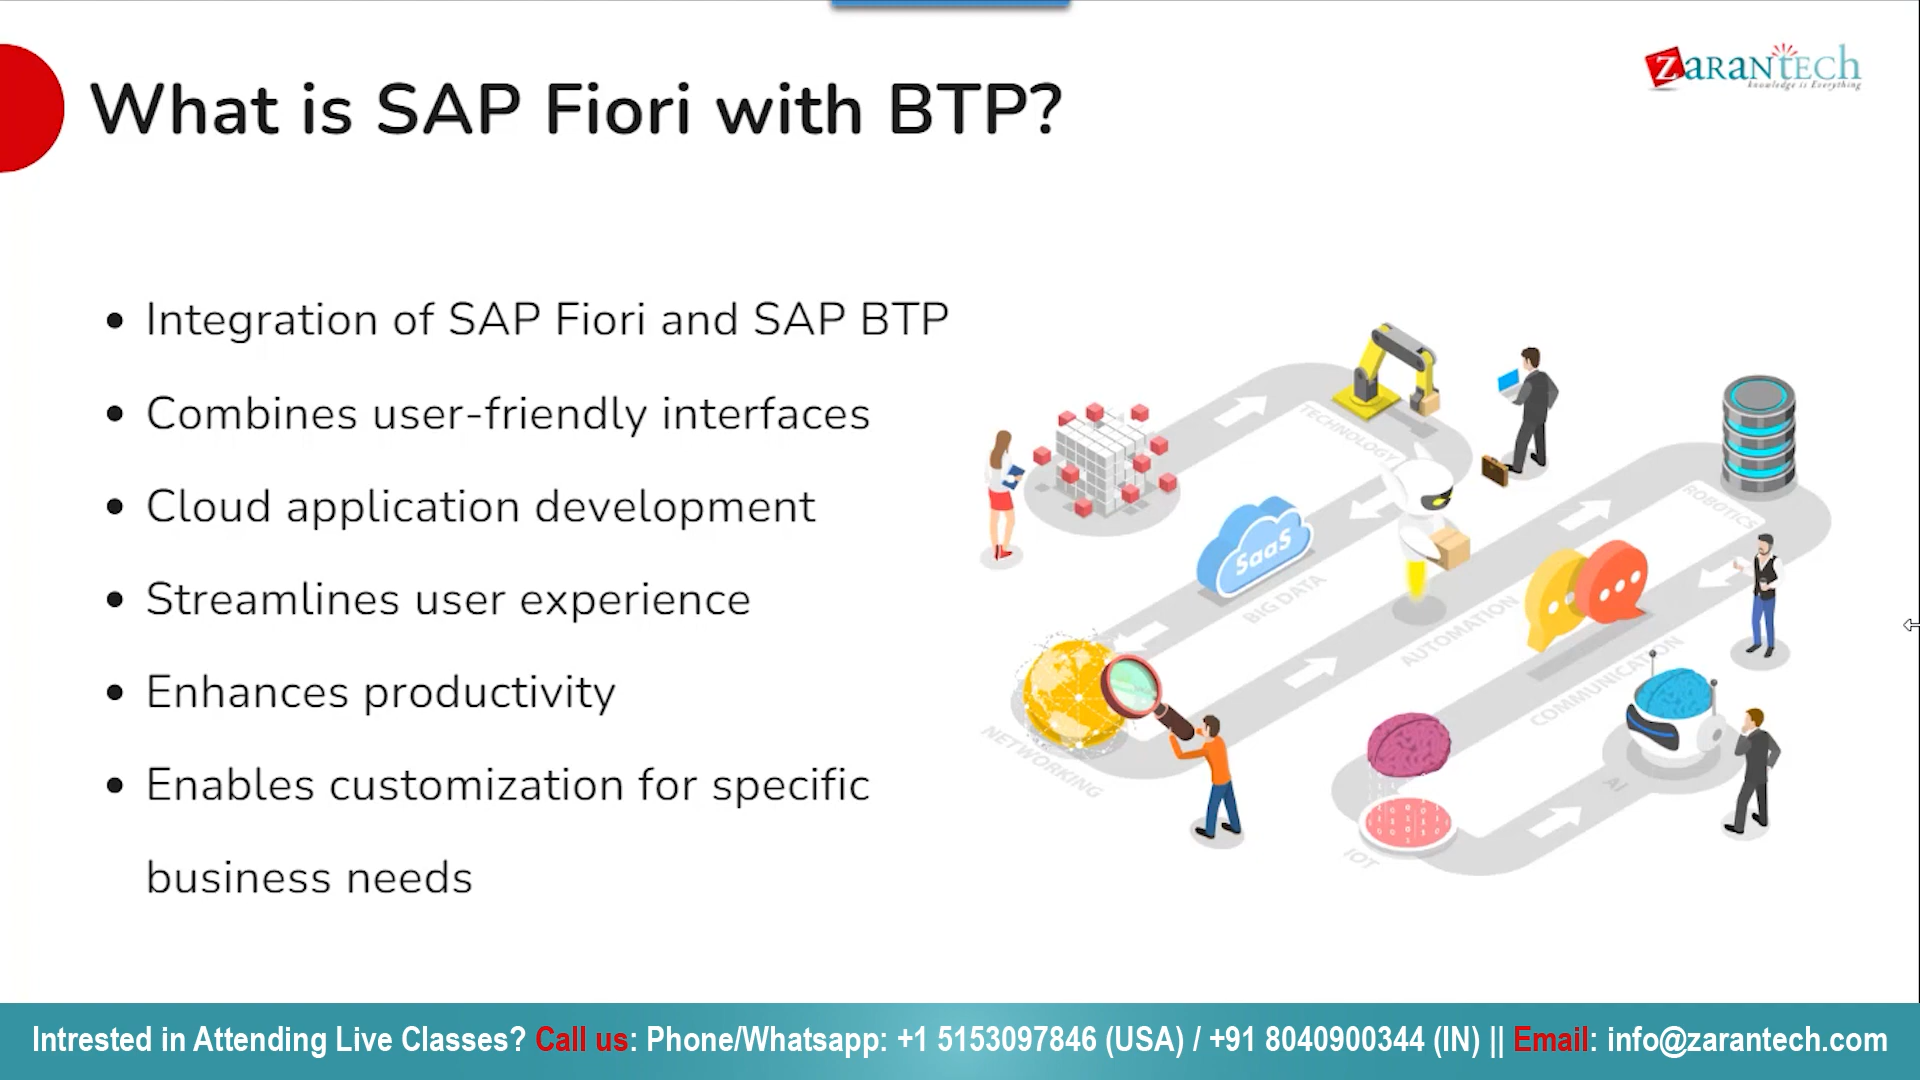 ZARANTECH
knowledge is Everything
What is SAP Fiori with BTP?
• Integration of SAP Fiori and SAP BTP
• Combines user-friendly interfaces
• Cloud application development
• Streamlines user experience
• Enhances productivity
• Enables customization for specific
business needs
TECHNOLOGY
ROBOTICS
SaaS
BIG DATA
AUTOMATION
COMMUNICATION
NETWORKING
AI
IOT
Intrested in Attending Live Classes? Call us: Phone/Whatsapp: +1 5153097846 (USA) / +91 8040900344 (IN) || Email: info@zarantech.com